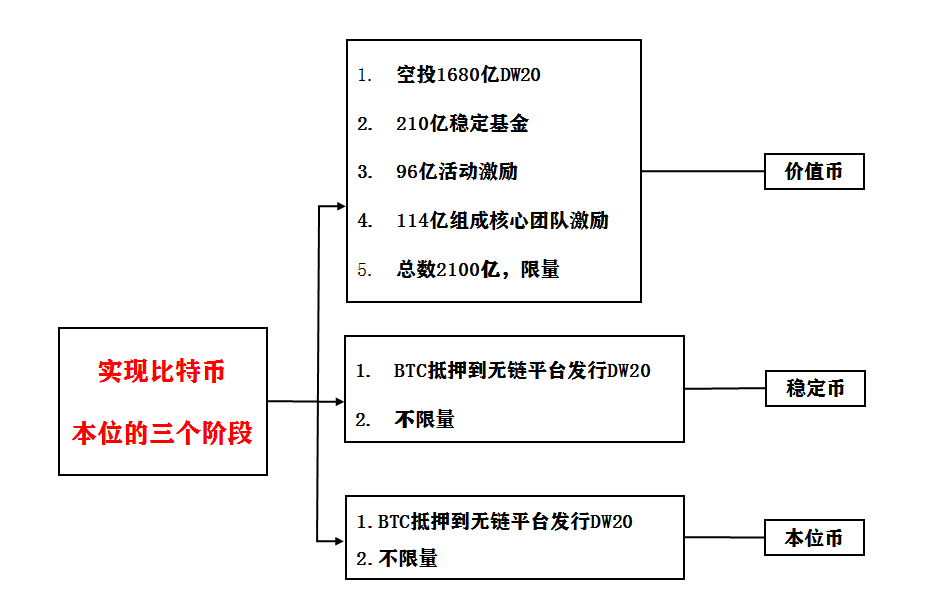 1. 空投1680亿DW20
2. 210亿稳定基金
3. 96亿活动激励
4. 114亿组成核心团队激励
5. 总数2100亿，限量
价值币
实现比特币
本位的三个阶段
1. BTC抵押到无链平台发行DW20
2. 不限量
稳定币
1.BTC抵押到无链平台发行DW20
2.不限量
本位币